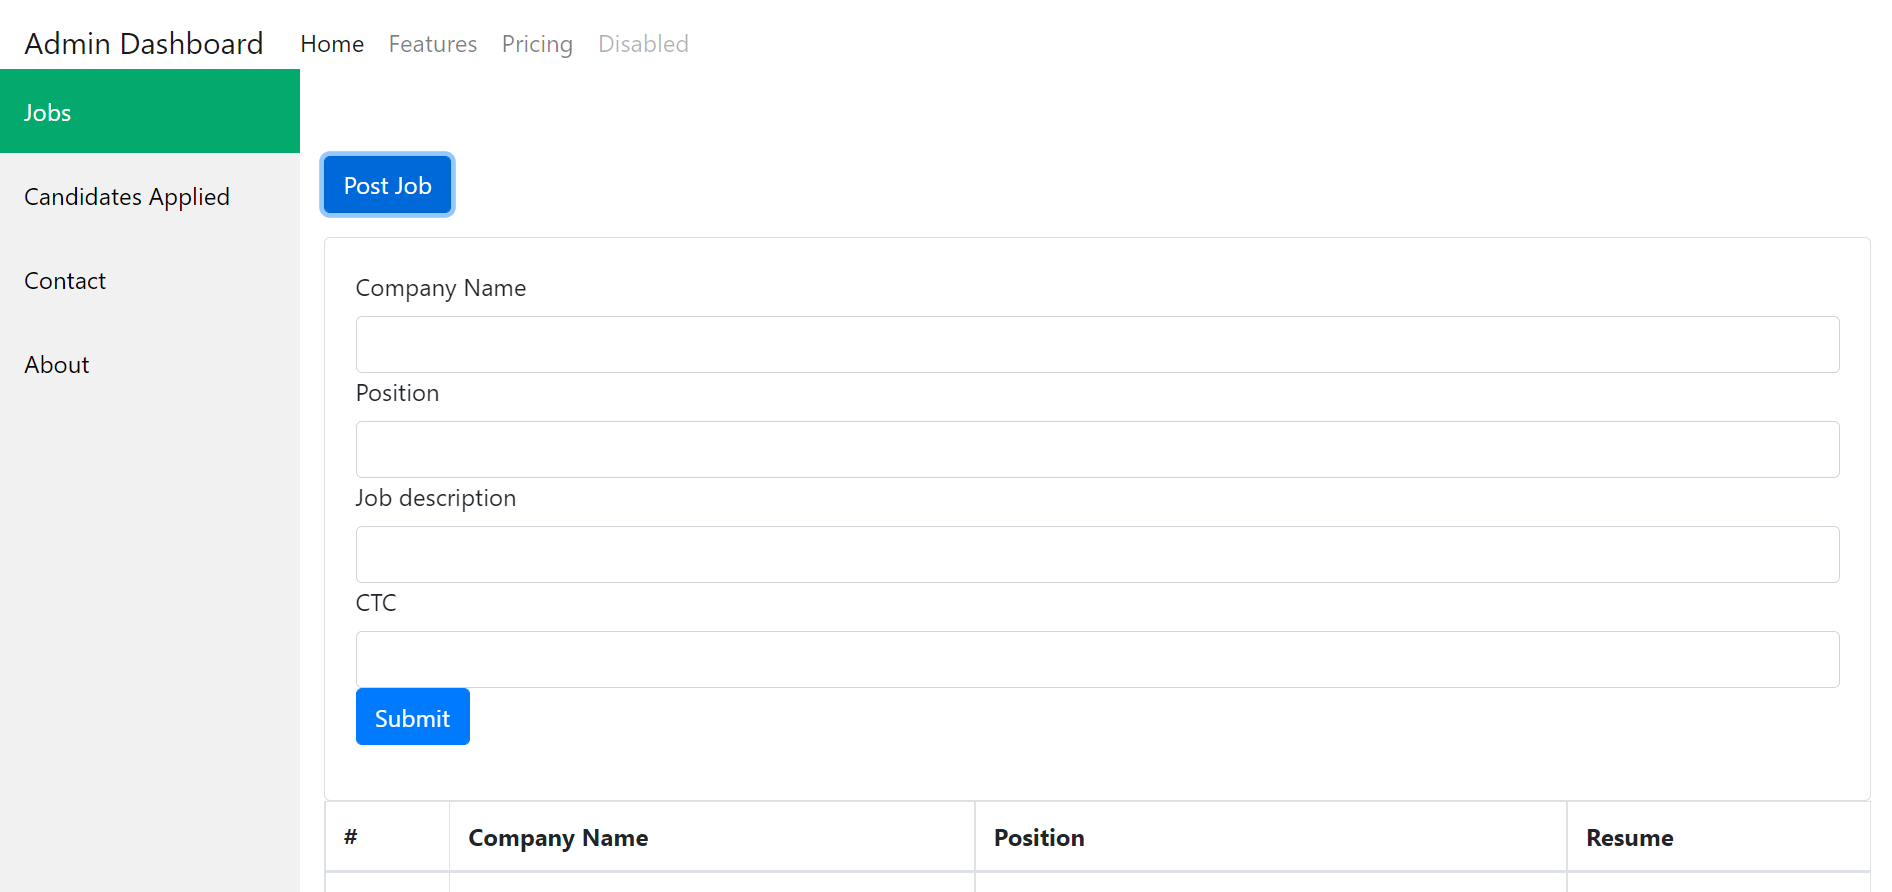 Admin Dashboard Home Features Pricing Disabled
Jobs
Candidates Applied
Contact
About
Post Job
Company Name
Position
Job description
CTC
Submit
# Company Name Position Resume